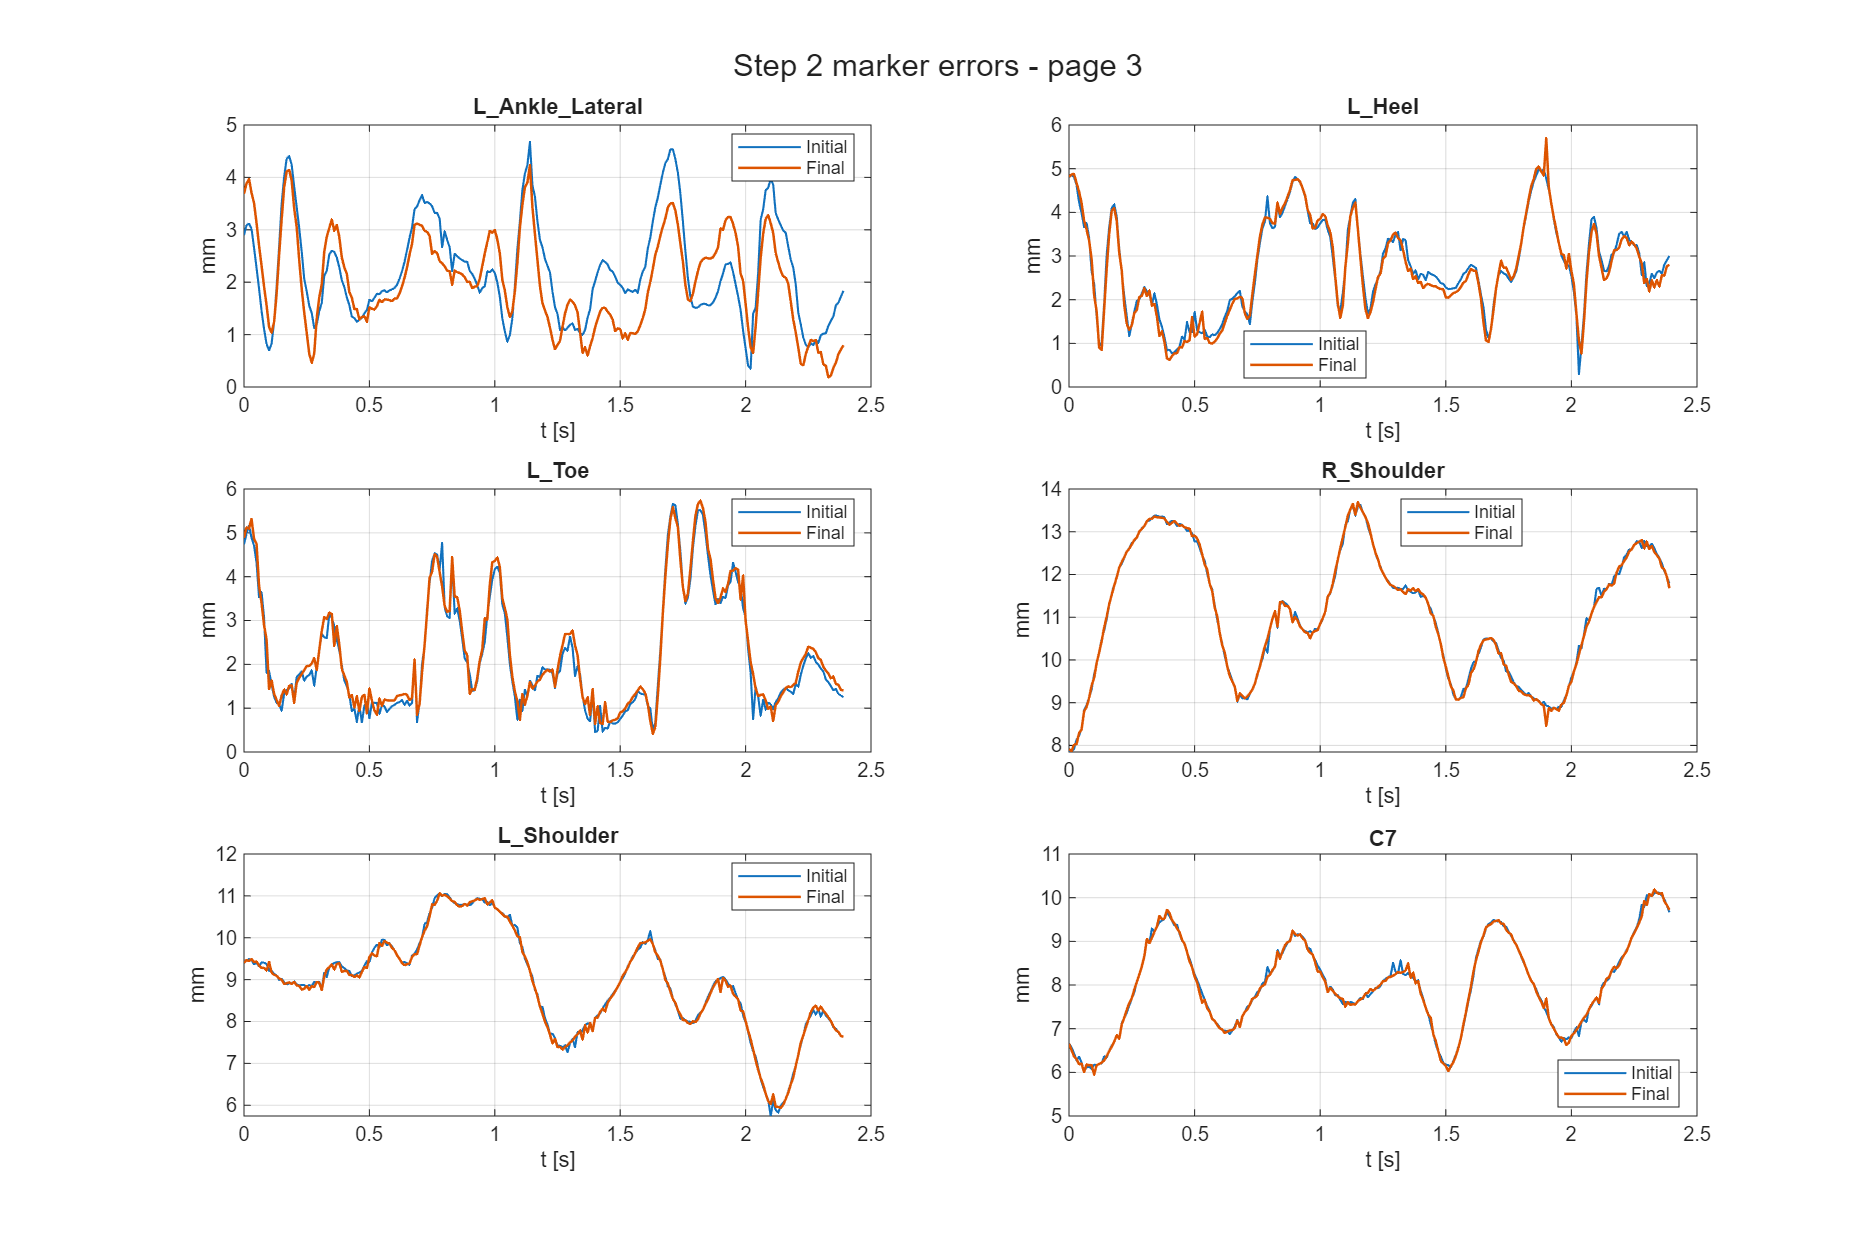 Step 2 marker errors - page 3
L_Ankle_Lateral
5
4
3
2
1
0
mm
0 0.5 1 1.5 2 2.5
t [s]
Initial
Final
L_Heel
6
5
4
3
2
1
0
mm
0 0.5 1 1.5 2 2.5
t [s]
Initial
Final
L_Toe
6
5
4
3
2
1
0
mm
0 0.5 1 1.5 2 2.5
t [s]
Initial
Final
R_Shoulder
14
13
12
11
10
9
8
mm
0 0.5 1 1.5 2 2.5
t [s]
Initial
Final
L_Shoulder
12
11
10
9
8
7
6
mm
0 0.5 1 1.5 2 2.5
t [s]
Initial
Final
C7
11
10
9
8
7
6
5
mm
0 0.5 1 1.5 2 2.5
t [s]
Initial
Final